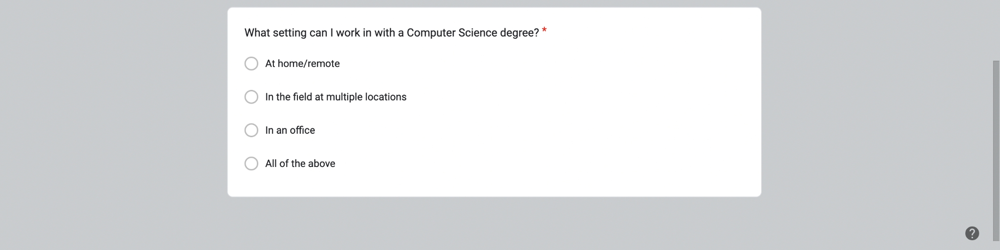 What setting can I work in with a Computer Science degree? *
At home/remote
In the field at multiple locations
In an office
All of the above
?